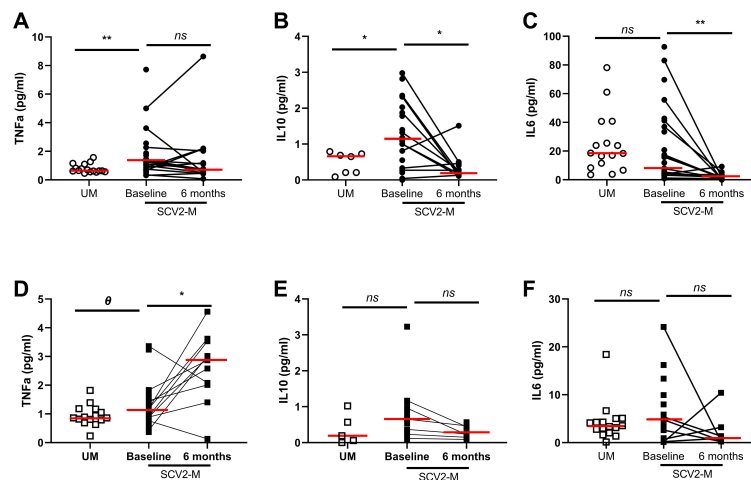 A
B
C
**
ns
*
*
ns
**
TNFa (pg/ml)
10
8
6
4
2
0
UM
Baseline
6 months
SCV2-M
IL10 (pg/ml)
4
3
2
1
0
UM
Baseline
6 months
SCV2-M
IL6 (pg/ml)
100
80
60
40
20
0
UM
Baseline
6 months
SCV2-M
D
E
F
θ
*
ns
ns
ns
ns
TNFa (pg/ml)
5
4
3
2
1
0
UM
Baseline
6 months
SCV2-M
IL10 (pg/ml)
4
3
2
1
0
UM
Baseline
6 months
SCV2-M
IL6 (pg/ml)
30
20
10
0
UM
Baseline
6 months
SCV2-M